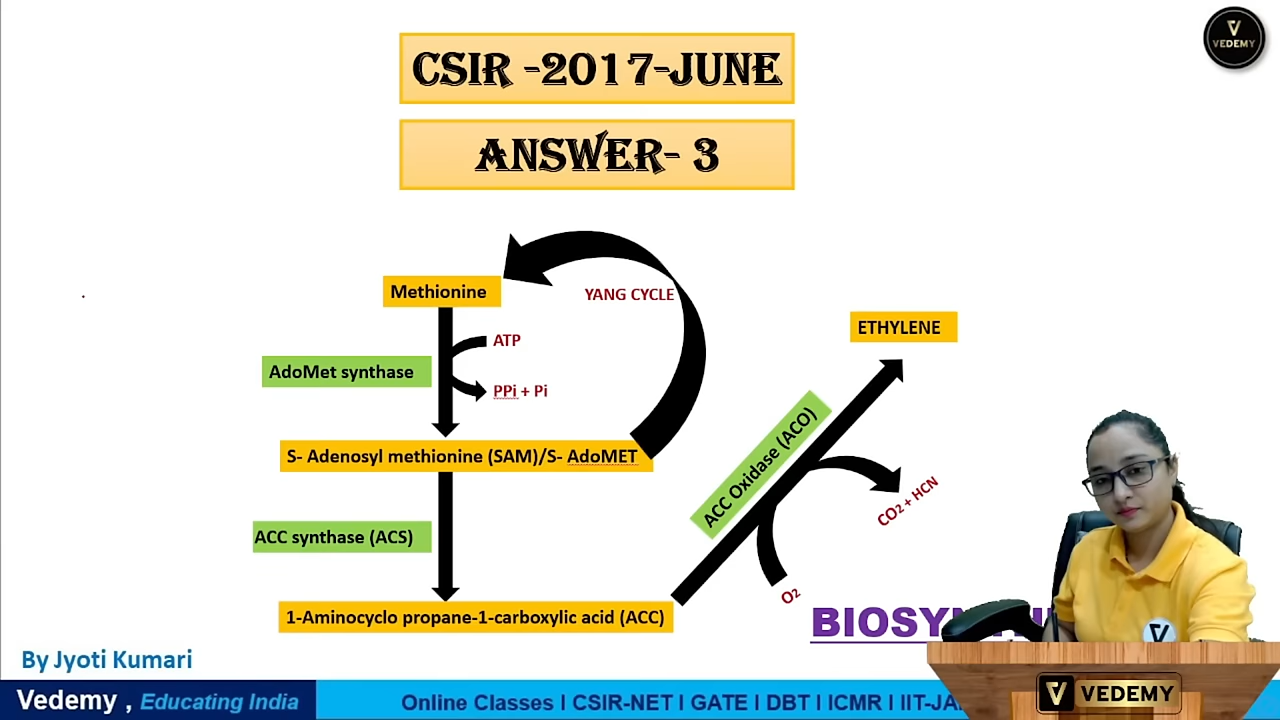 CSIR -2017-JUNE
VEDEMY
ANSWER- 3
Methionine
YANG CYCLE
ETHYLENE
ATP
AdoMet synthase
PPi + Pi
S- Adenosyl methionine (SAM)/S- AdoMET
ACC Oxidase (ACO)
CO2 + HCN
ACC synthase (ACS)
O2
1-Aminocyclo propane-1-carboxylic acid (ACC)
By Jyoti Kumari
Vedemy , Educating India
Online Classes I CSIR-NET I GATE I DBT I ICMR I
VEDEMY